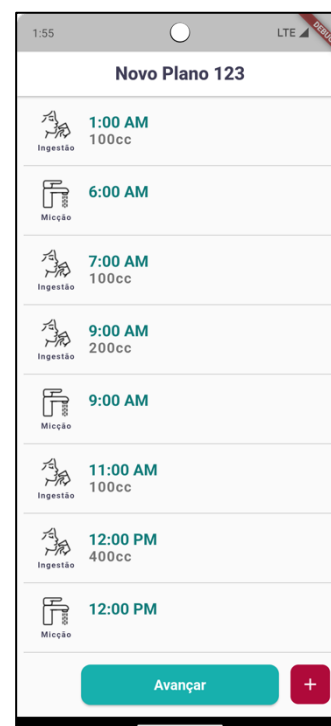 1:55
LTE
DEBUG
Novo Plano 123
1:00 AM
100cc
Ingestão
6:00 AM
Micção
7:00 AM
100cc
Ingestão
9:00 AM
200cc
Ingestão
9:00 AM
Micção
11:00 AM
100cc
Ingestão
12:00 PM
400cc
Ingestão
12:00 PM
Micção
Avançar
+